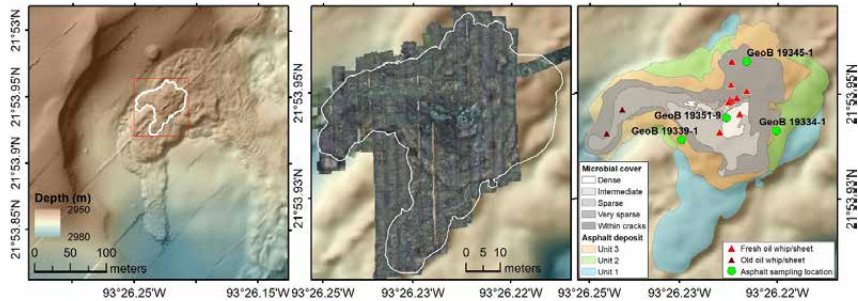 21°53.85'N 21°53.9'N 21°53.95'N 21°53'N
Depth (m)
2950
2980
0 50 100
meters
93°26.25'W 93°26.15'W
21°53.93'N 21°53.95'N
0 5 10
meters
93°26.25'W 93°26.23'W 93°26.22'W
GeoB 19345-1
GeoB 19351-9
GeoB 19334-1
GeoB 19339-1
Microbial cover
Dense
Intermediate
Sparse
Very sparse
Within cracks
Asphalt deposit
Unit 3
Unit 2
Unit 1
Fresh oil whip/sheet
Old oil whip/sheet
Asphalt sampling location
21°53.93'N 21°53.95'N
93°26.25'W 93°26.23'W 93°26.22'W